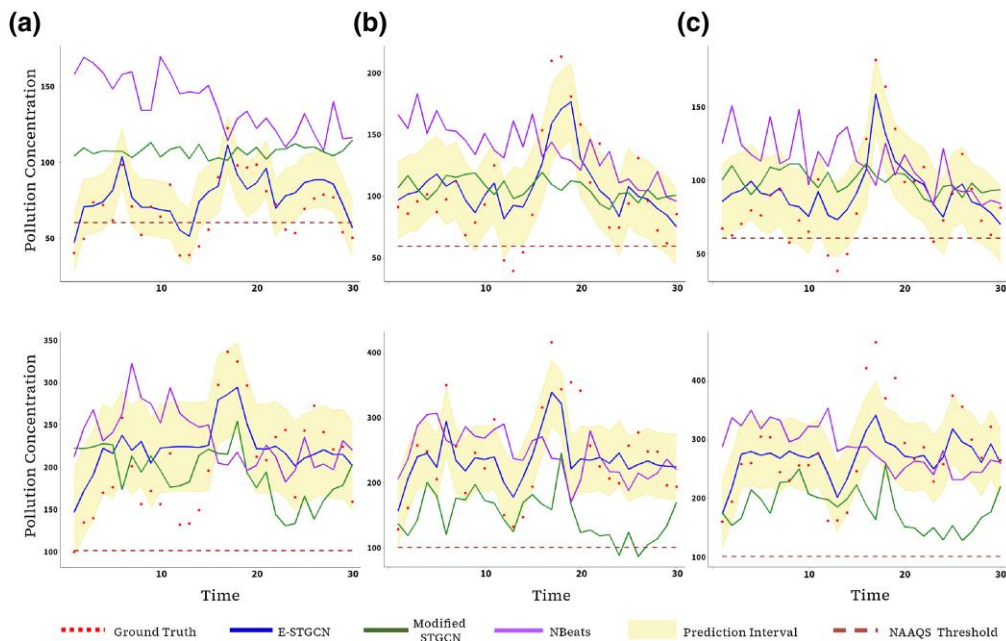 (a) (b) (c)
Pollution Concentration
150
100
50
10 20 30
200
150
100
50
10 20 30
150
100
50
10 20 30
Pollution Concentration
350
300
250
200
150
100
10 20 30
Time
400
300
200
100
10 20 30
Time
400
300
200
100
10 20 30
Time
Ground Truth E-STGCN Modified STGCN NBeats Prediction Interval NAAQS Threshold